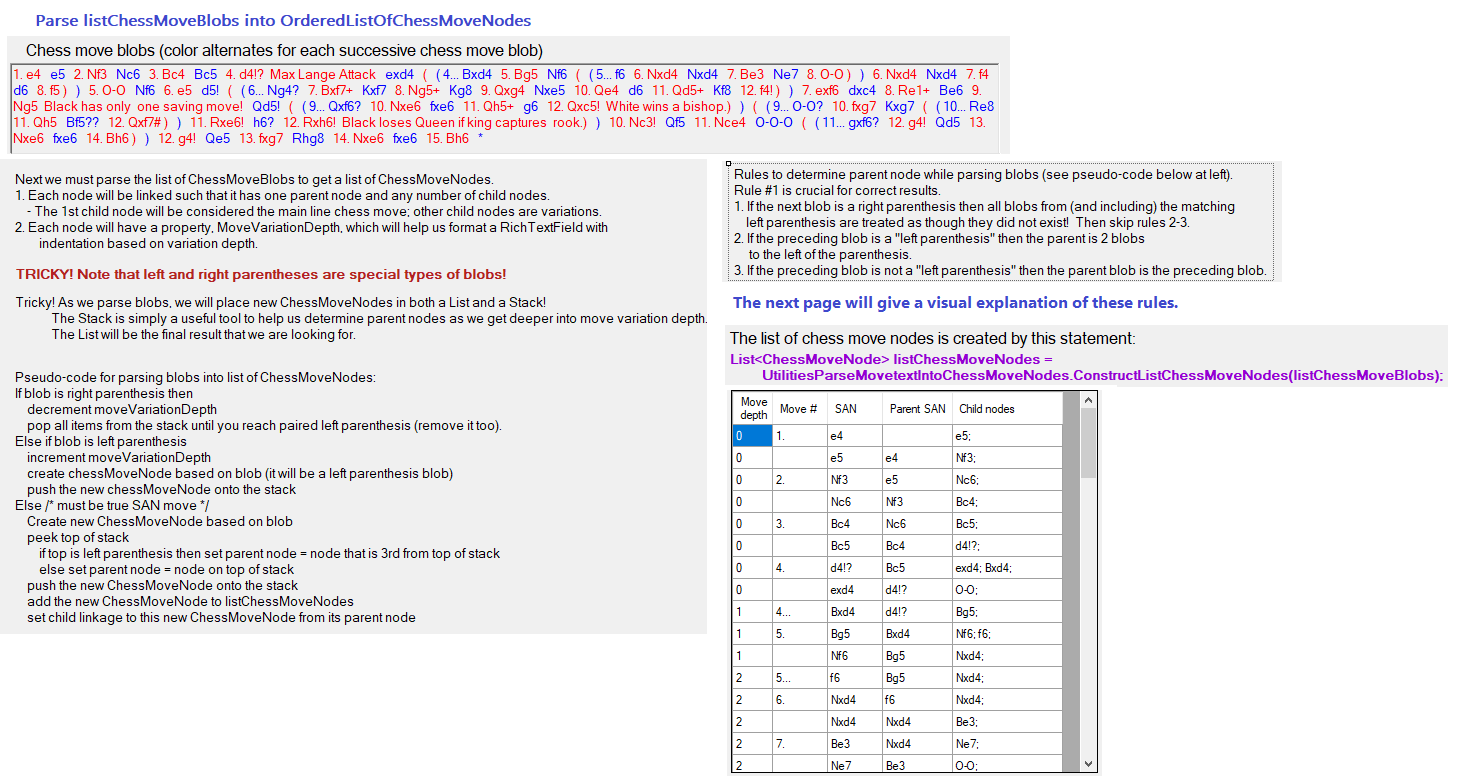 Parse listChessMoveBlobs into OrderedListOfChessMoveNodes
Chess move blobs (color alternates for each successive chess move blob)
1. e4 e5 2. Nf3 Nc6 3. Bc4 Bc5 4. d4!? Max Lange Attack exd4 ( ( 4... Bxd4 5. Bg5 Nf6 ( ( 5... f6 6. Nxd4 Nxd4 7. Be3 Ne7 8. O-O ) ) 6. Nxd4 Nxd4 7. f4
d6 8. f5 ) ) 5. O-O Nf6 6. e5 d5! ( ( 6... Ng4? 7. Bxf7+ Kxf7 8. Ng5+ Kg8 9. Qxg4 Nxe5 10. Qe4 d6 11. Qd5+ Kf8 12. f4! ) ) 7. exf6 dxc4 8. Re1+ Be6 9.
Ng5 Black has only one saving move! Qd5! ( ( 9... Qxf6? 10. Nxe6 fxe6 11. Qh5+ g6 12. Qxc5! White wins a bishop. ) ) ( ( 9... O-O? 10. fxg7 Kxg7 ( ( 10... Re8
11. Qh5 Bf5?? 12. Qxf7# ) ) 11. Rxe6! h6? 12. Rxh6! Black loses Queen if king captures rook. ) ) 10. Nc3! Qf5 11. Nce4 O-O-O ( ( 11... gxf6? 12. g4! Qd5 13.
Nxe6 fxe6 14. Bh6 ) ) 12. g4! Qe5 13. fxg7 Rhg8 14. Nxe6 fxe6 15. Bh6 *
Next we must parse the list of ChessMoveBlobs to get a list of ChessMoveNodes.
1. Each node will be linked such that it has one parent node and any number of child nodes.
- The 1st child node will be considered the main line chess move; other child nodes are variations.
2. Each node will have a property, MoveVariationDepth, which will help us format a RichTextField with
indentation based on variation depth.
TRICKY! Note that left and right parentheses are special types of blobs!
Tricky! As we parse blobs, we will place new ChessMoveNodes in both a List and a Stack!
The Stack is simply a useful tool to help us determine parent nodes as we get deeper into move variation depth.
The List will be the final result that we are looking for.
Pseudo-code for parsing blobs into list of ChessMoveNodes:
If blob is right parenthesis then
decrement moveVariationDepth
pop all items from the stack until you reach paired left parenthesis (remove it too).
Else if blob is left parenthesis
increment moveVariationDepth
create chessMoveNode based on blob (it will be a left parenthesis blob)
push the new chessMoveNode onto the stack
Else /* must be true SAN move */
Create new ChessMoveNode based on blob
peek top of stack
if top is left parenthesis then set parent node = node that is 3rd from top of stack
else set parent node = node on top of stack
push the new ChessMoveNode onto the stack
add the new ChessMoveNode to listChessMoveNodes
set child linkage to this new ChessMoveNode from its parent node
Rules to determine parent node while parsing blobs (see pseudo-code below at left).
Rule #1 is crucial for correct results.
1. If the next blob is a right parenthesis then all blobs from (and including) the matching
left parenthesis are treated as though they did not exist! Then skip rules 2-3.
2. If the preceding blob is a "left parenthesis" then the parent is 2 blobs
to the left of the parenthesis.
3. If the preceding blob is not a "left parenthesis" then the parent blob is the preceding blob.
The next page will give a visual explanation of these rules.
The list of chess move nodes is created by this statement:
List<ChessMoveNode> listChessMoveNodes =
UtilitiesParseMovetextIntoChessMoveNodes.ConstructListChessMoveNodes(listChessMoveBlobs);
Move depth Move # SAN Parent SAN Child nodes
0 1. e4 e5;
0 e5 e4 Nf3;
0 2. Nf3 e5 Nc6;
0 Nc6 Nf3 Bc4;
0 3. Bc4 Nc6 Bc5;
0 Bc5 Bc4 d4!?;
0 4. d4!? Bc5 exd4; Bxd4;
0 exd4 d4!? O-O;
1 4... Bxd4 d4!? Bg5;
1 5. Bg5 Bxd4 Nf6; f6;
1 Nf6 Bg5 Nxd4;
2 5... f6 Bg5 Nxd4;
2 6. Nxd4 f6 Nxd4;
2 Nxd4 Nxd4 Be3;
2 7. Be3 Nxd4 Ne7;
2 Ne7 Be3 O-O;